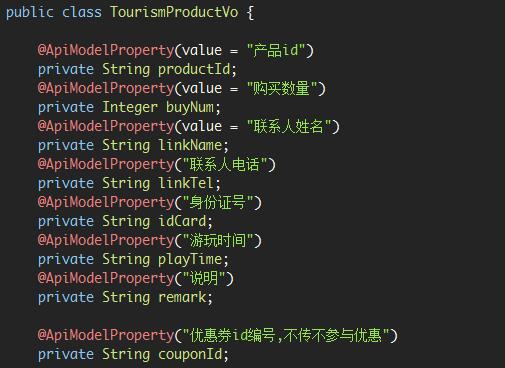 public class TourismProductVo {
@ApiModelProperty(value = "产品id")
private String productId;
@ApiModelProperty(value = "购买数量")
private Integer buyNum;
@ApiModelProperty(value = "联系人姓名")
private String linkName;
@ApiModelProperty("联系人电话")
private String linkTel;
@ApiModelProperty("身份证号")
private String idCard;
@ApiModelProperty("游玩时间")
private String playTime;
@ApiModelProperty("说明")
private String remark;
@ApiModelProperty("优惠券id编号,不传不参与优惠")
private String couponId;